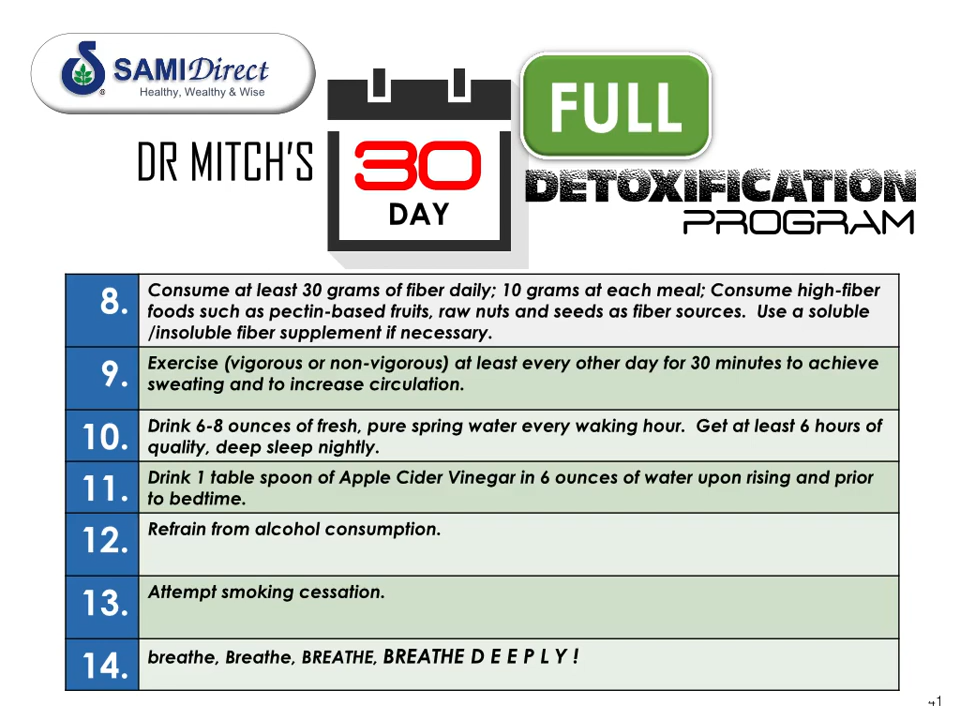 SAMIDirect
®
Healthy, Wealthy & Wise
DR MITCH'S
30
DAY
FULL
DETOXIFICATION
PROGRAM
8.
Consume at least 30 grams of fiber daily; 10 grams at each meal; Consume high-fiber
foods such as pectin-based fruits, raw nuts and seeds as fiber sources.  Use a soluble
/insoluble fiber supplement if necessary.
9.
Exercise (vigorous or non-vigorous) at least every other day for 30 minutes to achieve
sweating and to increase circulation.
10.
Drink 6-8 ounces of fresh, pure spring water every waking hour.  Get at least 6 hours of
quality, deep sleep nightly.
11.
Drink 1 table spoon of Apple Cider Vinegar in 6 ounces of water upon rising and prior
to bedtime.
12.
Refrain from alcohol consumption.
13.
Attempt smoking cessation.
14.
breathe, Breathe, BREATHE, BREATHE D E E P L Y !
41